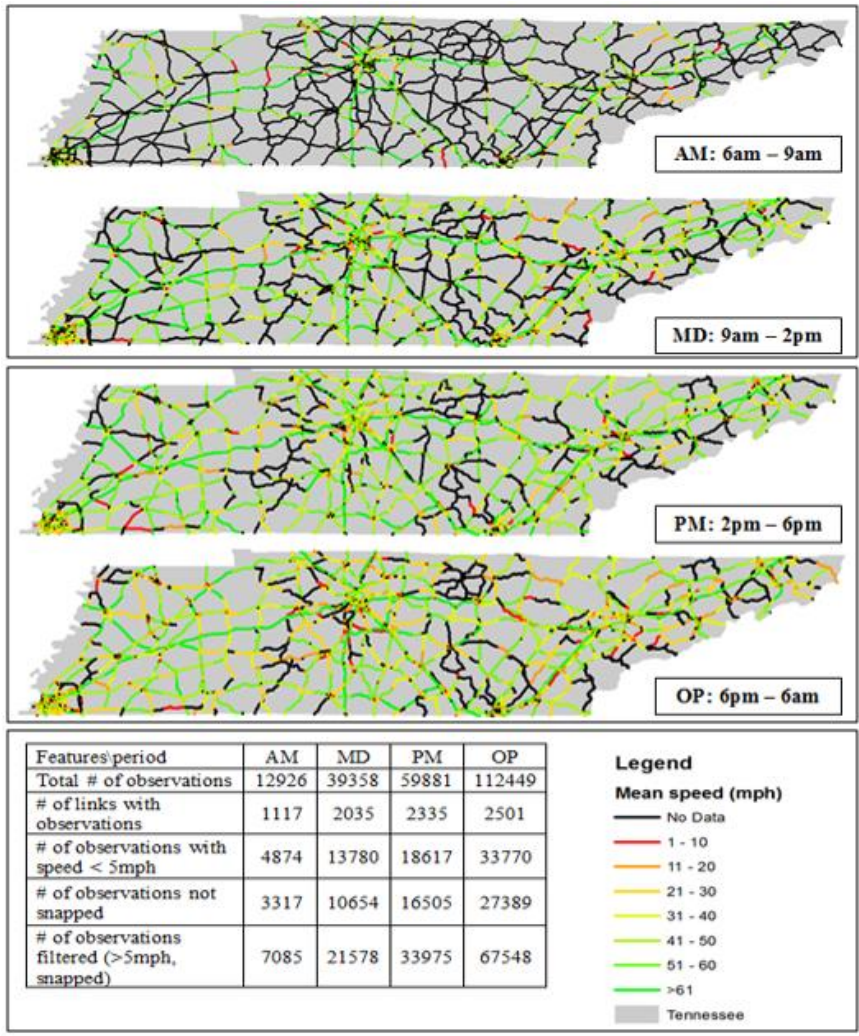 AM: 6am – 9am
MD: 9am – 2pm
PM: 2pm – 6pm
OP: 6pm – 6am
Features\period AM MD PM OP
Total # of observations 12926 39358 59881 112449
# of links with
observations 1117 2035 2335 2501
# of observations with
speed < 5mph 4874 13780 18617 33770
# of observations not
snapped 3317 10654 16505 27389
# of observations
filtered (>5mph, 7085 21578 33975 67548
snapped)
Legend
Mean speed (mph)
No Data
1 - 10
11 - 20
21 - 30
31 - 40
41 - 50
51 - 60
>61
Tennessee